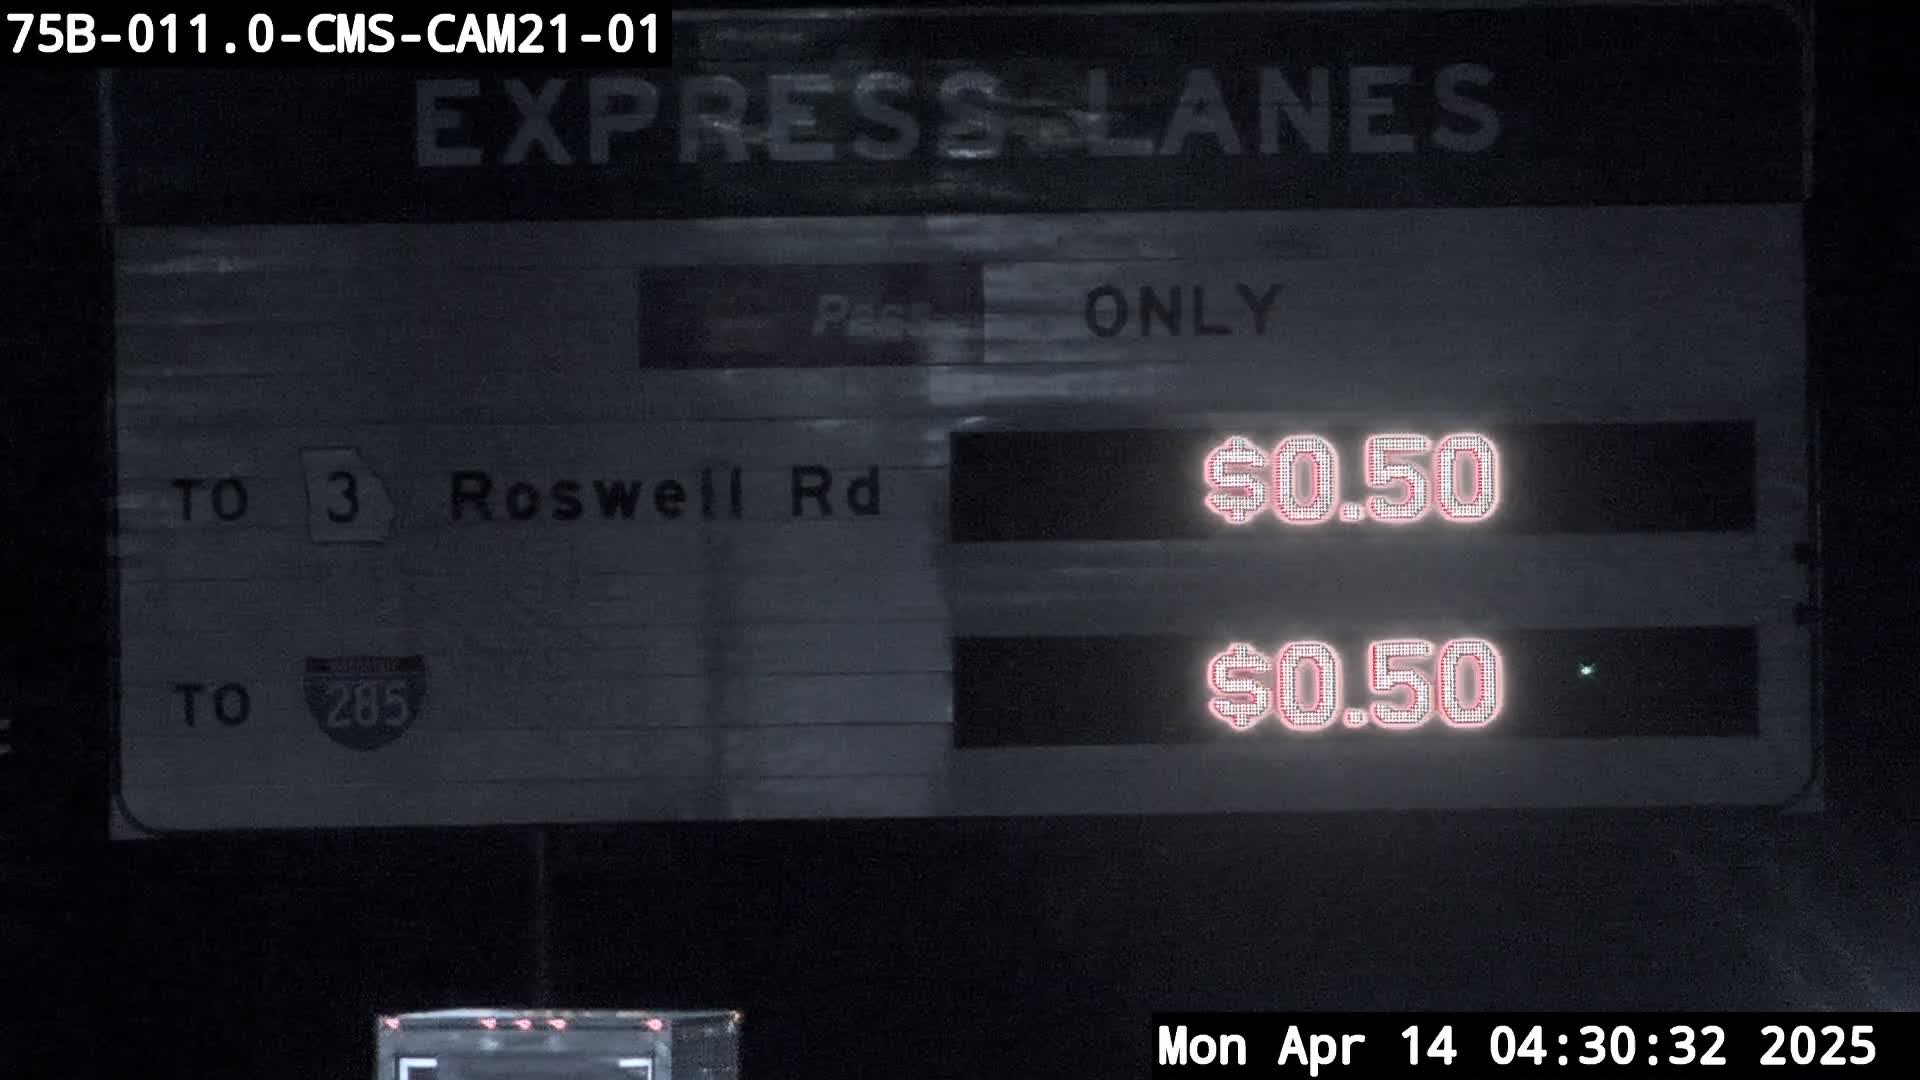 75B-011.0-CMS-CAM21-01
EXPRESS LANES
Pass ONLY
TO 3 Roswell Rd $0.50
TO 285 $0.50
Mon Apr 14 04:30:32 2025